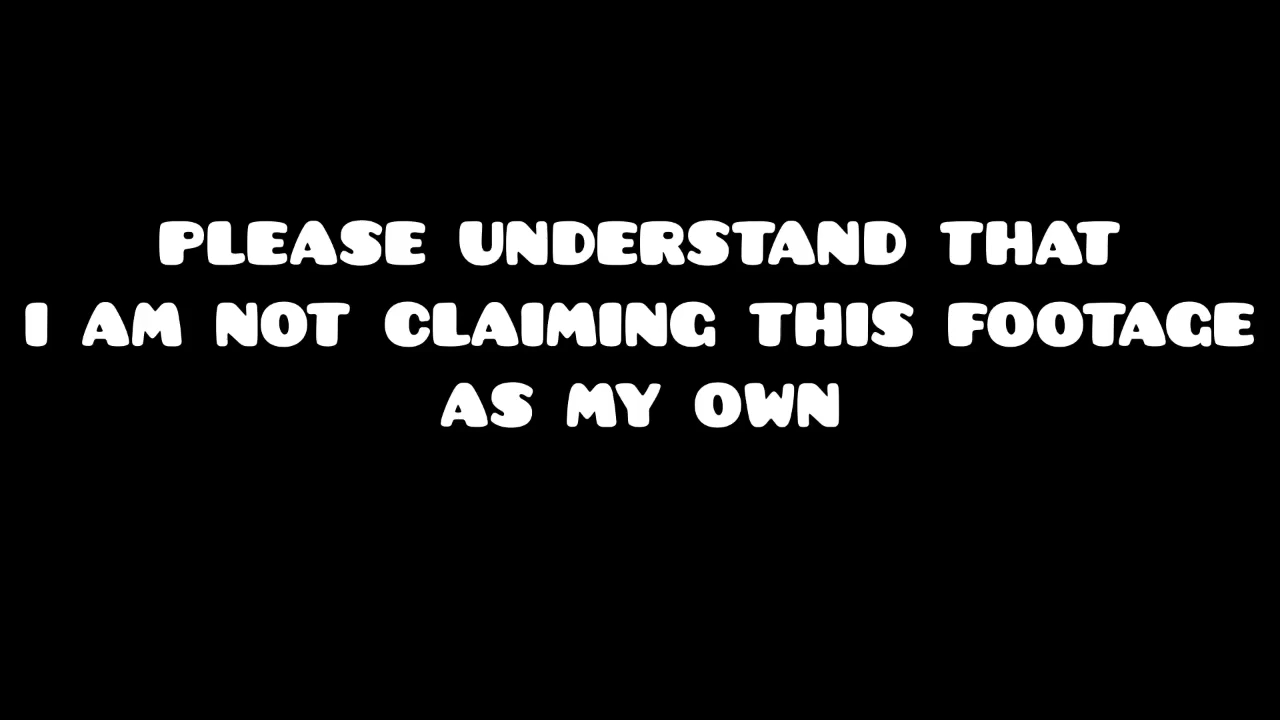 PLEASE UNDERSTAND THAT
I AM NOT CLAIMING THIS FOOTAGE
AS MY OWN